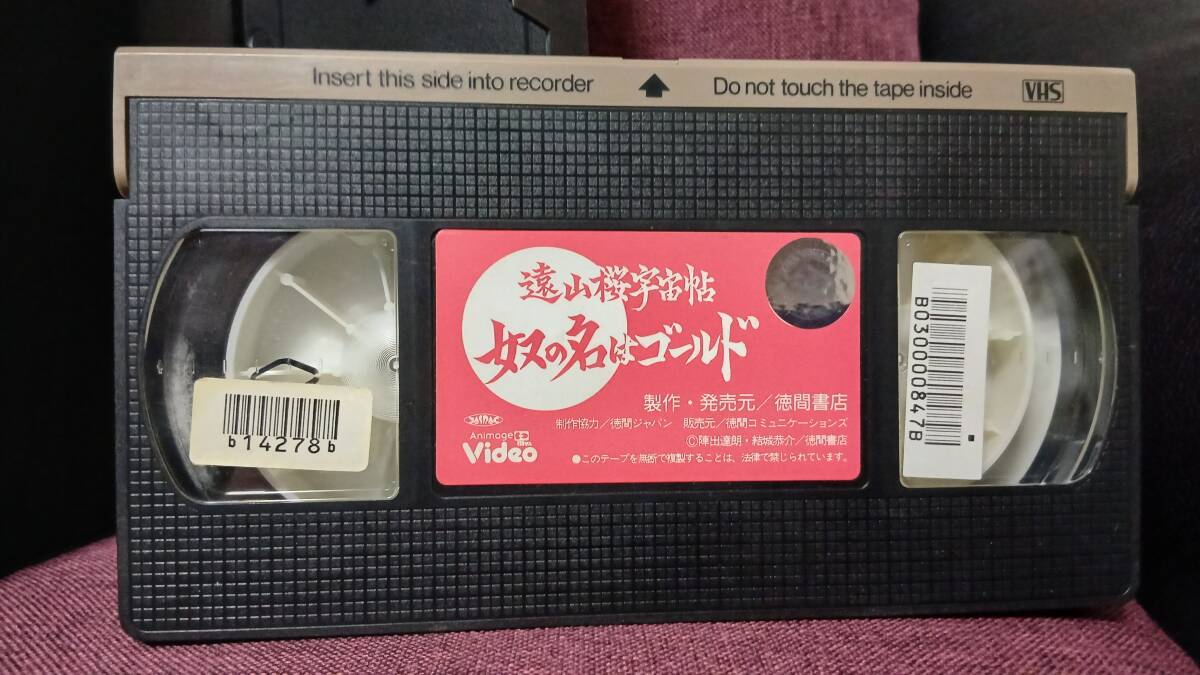 Insert this side into recorder
Do not touch the tape inside
VHS
遠山桜宇宙帖
奴の名はゴールド
製作・発売元／徳間書店
制作協力／徳間ジャパン 販売元／徳間コミュニケーションズ
Animage
Video
©陣出達朗・結城恭介／徳間書店
●このテープを無断で複製することは、法律で禁じられています。
b14278b
B030000847B